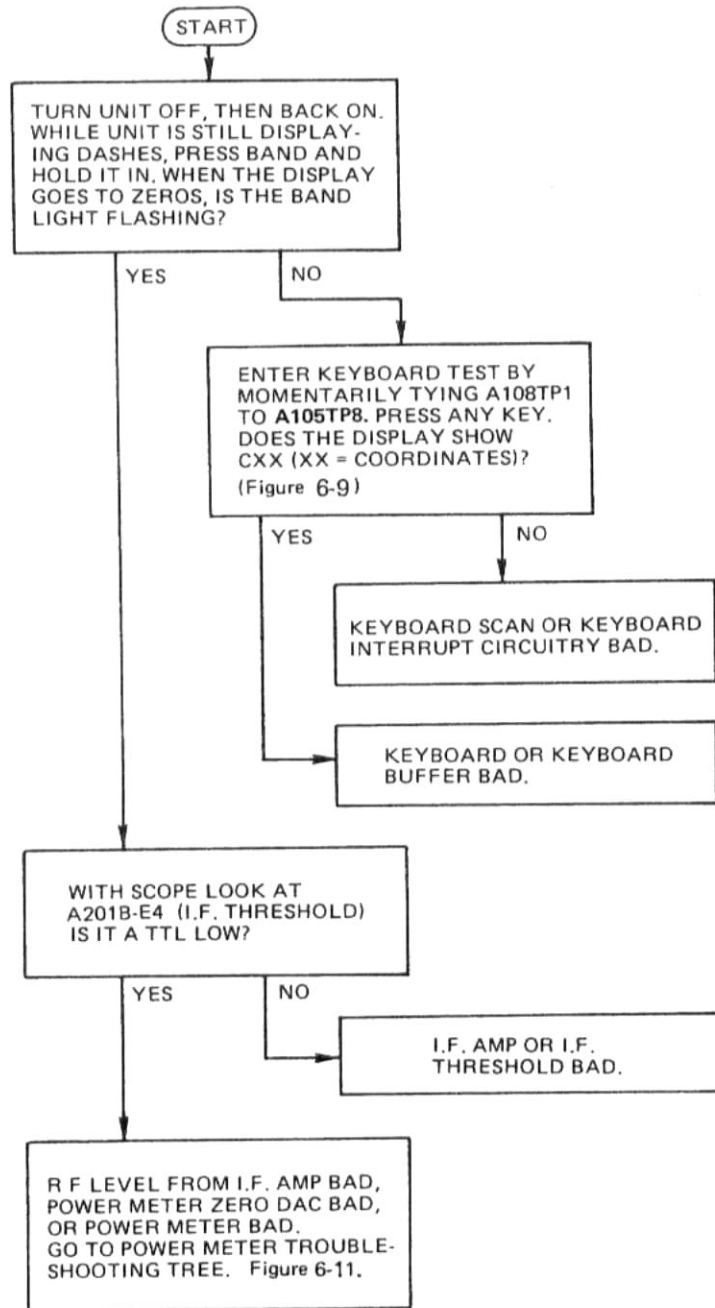 START
TURN UNIT OFF, THEN BACK ON.
WHILE UNIT IS STILL DISPLAY-
ING DASHES, PRESS BAND AND
HOLD IT IN. WHEN THE DISPLAY
GOES TO ZEROS, IS THE BAND
LIGHT FLASHING?
YES
NO
ENTER KEYBOARD TEST BY
MOMENTARILY TYING A108TP1
TO A105TP8. PRESS ANY KEY.
DOES THE DISPLAY SHOW
CXX (XX = COORDINATES)?
(Figure 6-9)
YES
NO
KEYBOARD SCAN OR KEYBOARD
INTERRUPT CIRCUITRY BAD.
KEYBOARD OR KEYBOARD
BUFFER BAD.
WITH SCOPE LOOK AT
A201B-E4 (I.F. THRESHOLD)
IS IT A TTL LOW?
YES
NO
I.F. AMP OR I.F.
THRESHOLD BAD.
R F LEVEL FROM I.F. AMP BAD,
POWER METER ZERO DAC BAD,
OR POWER METER BAD.
GO TO POWER METER TROUBLE-
SHOOTING TREE. Figure 6-11.